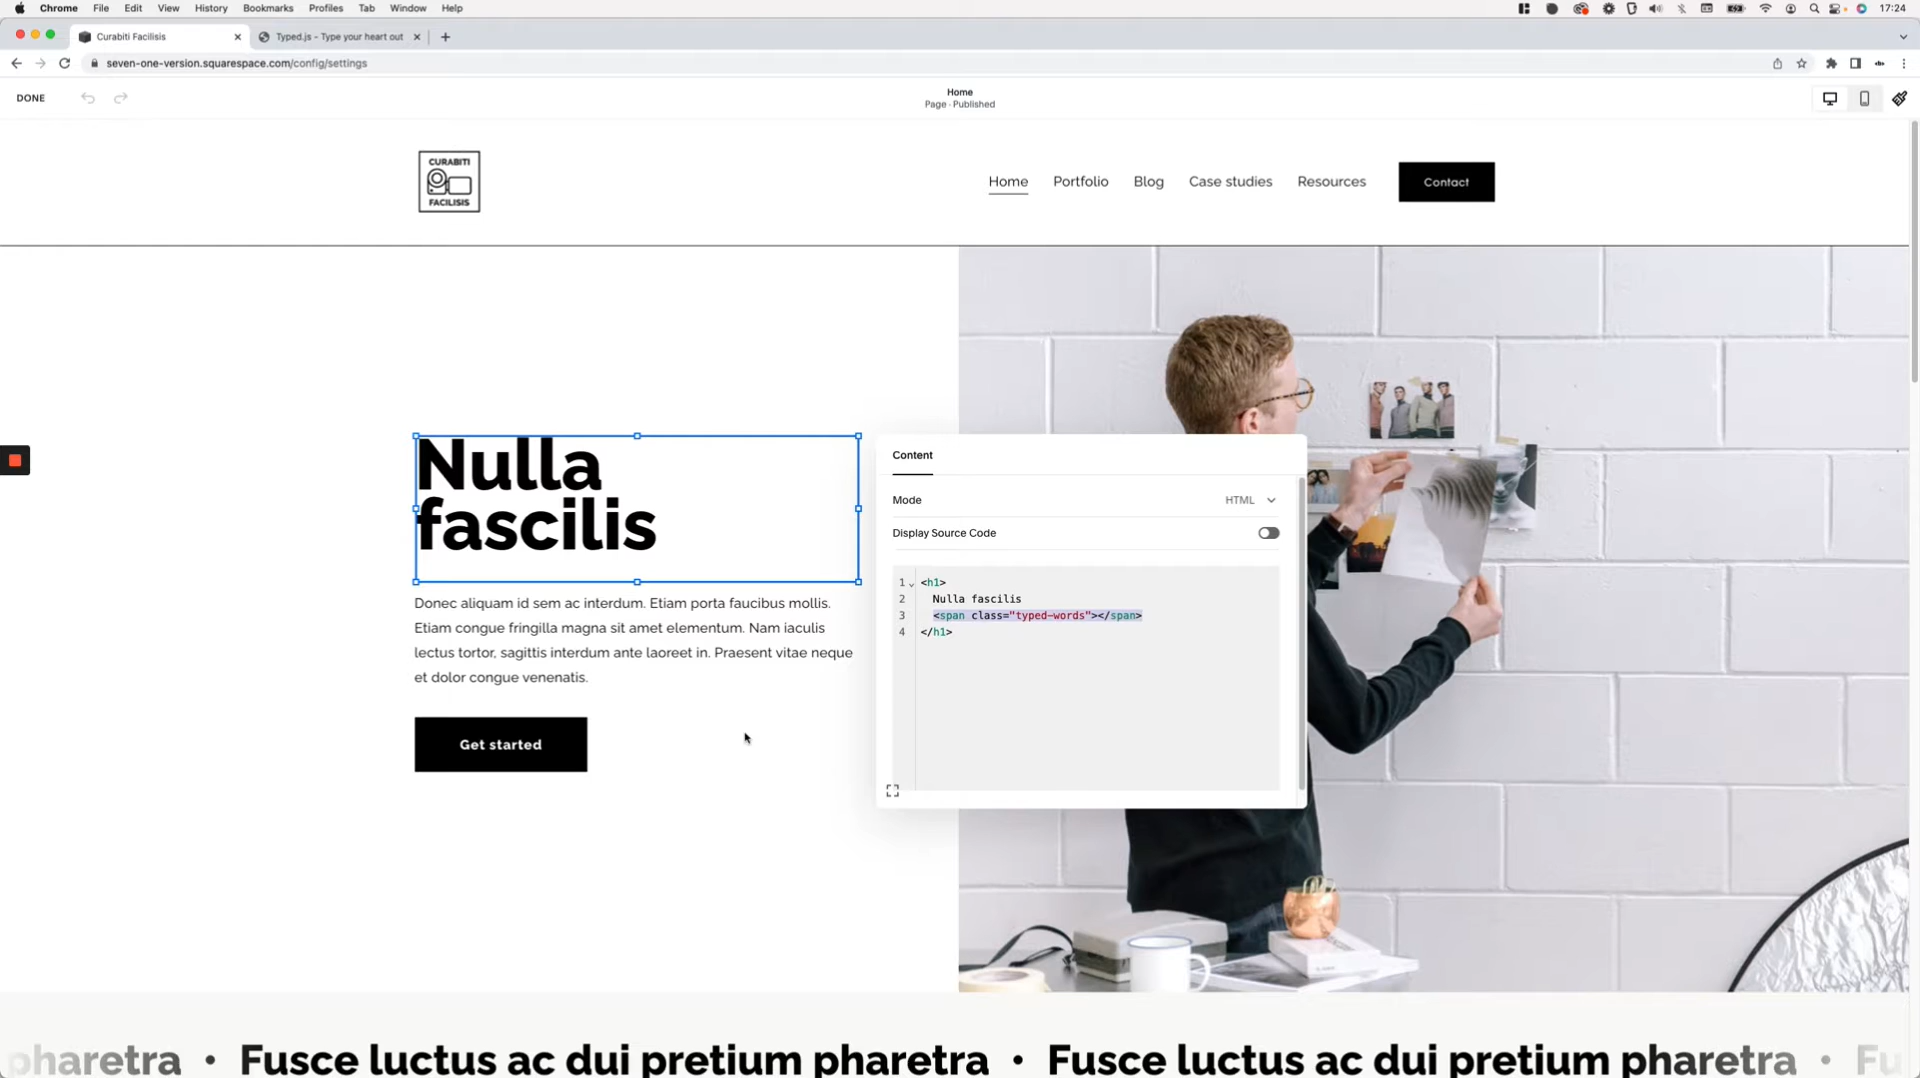 Chrome File Edit View History Bookmarks Profiles Tab Window Help 17:24
Curabiti Facilisis
Typed.js - Type your heart out
seven-one-version.squarespace.com/config/settings
DONE
Home
Page · Published
CURABITI
FACILISIS
Home Portfolio Blog Case studies Resources Contact
Nulla
fascilis
Donec aliquam id sem ac interdum. Etiam porta faucibus mollis.
Etiam congue fringilla magna sit amet elementum. Nam iaculis
lectus tortor, sagittis interdum ante laoreet in. Praesent vitae neque
et dolor congue venenatis.
Get started
Content
Mode HTML
Display Source Code
1 <h1>
2 Nulla fascilis
3 <span class="typed-words"></span>
4 </h1>
pharetra • Fusce luctus ac dui pretium pharetra • Fusce luctus ac dui pretium pharetra • Fu